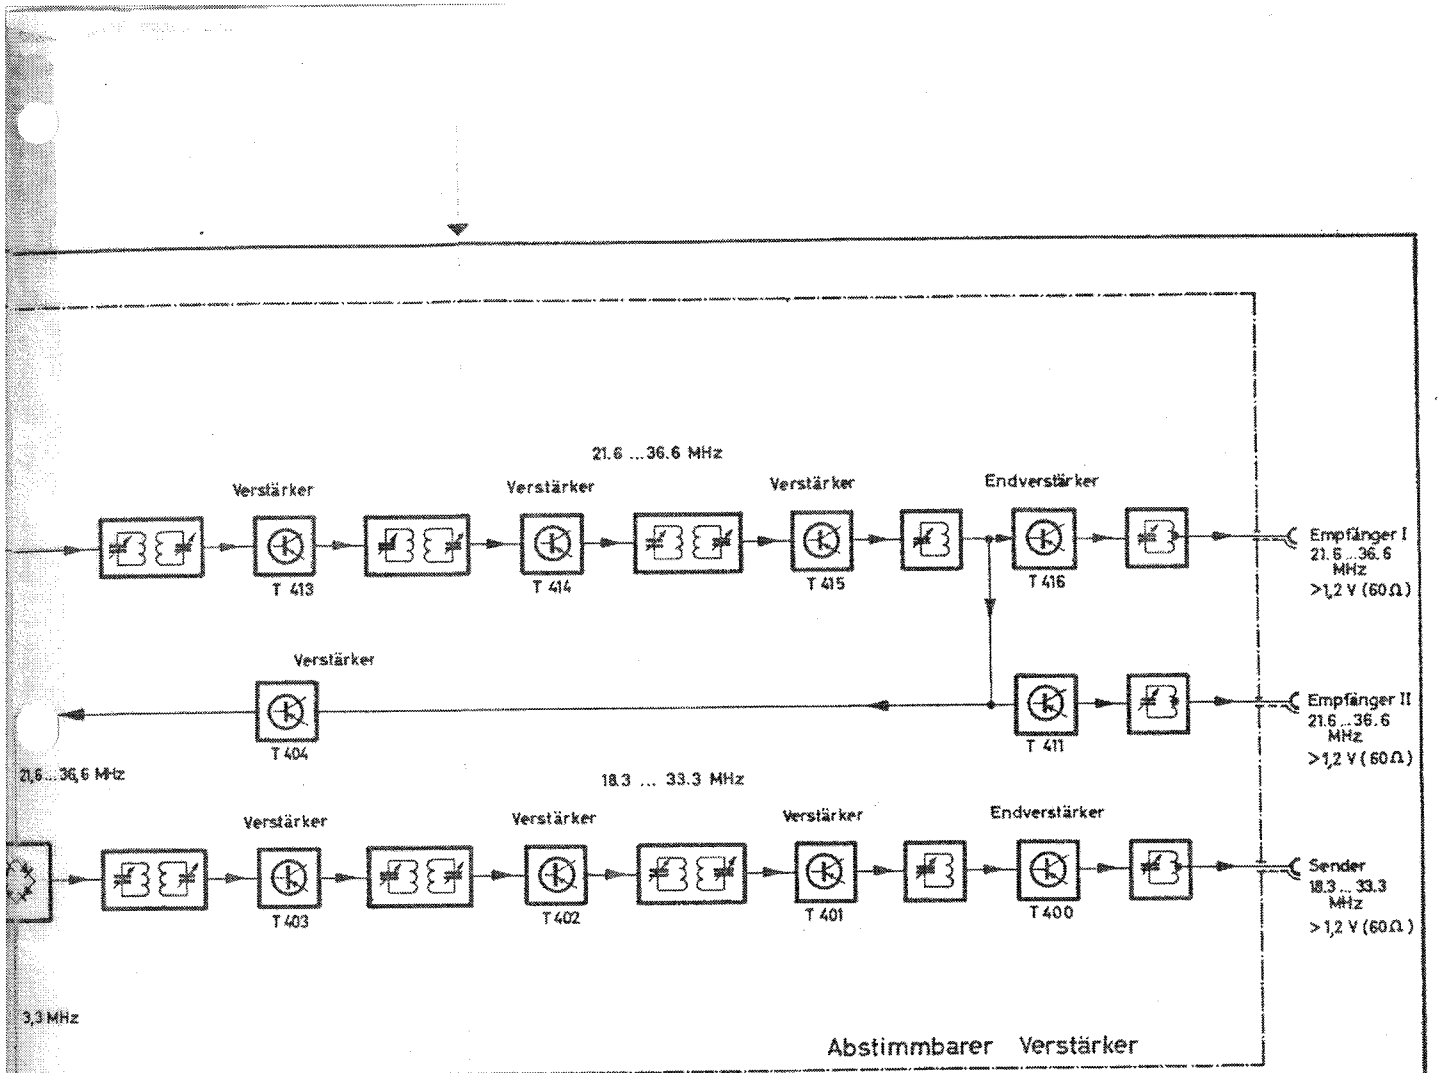 21.6 ... 36.6 MHz
Verstärker
Verstärker
Verstärker
Endverstärker
T 413
T 414
T 415
T 416
Empfänger I
21.6 ... 36.6
MHz
>1,2 V (60Ω)
Verstärker
T 404
T 411
Empfänger II
21.6 ... 36.6
MHz
>1,2 V (60Ω)
21,6 ... 36,6 MHz
18.3 ... 33.3 MHz
Verstärker
Verstärker
Verstärker
Endverstärker
T 403
T 402
T 401
T 400
Sender
18.3 ... 33.3
MHz
>1,2 V (60Ω)
3,3 MHz
Abstimmbarer Verstärker